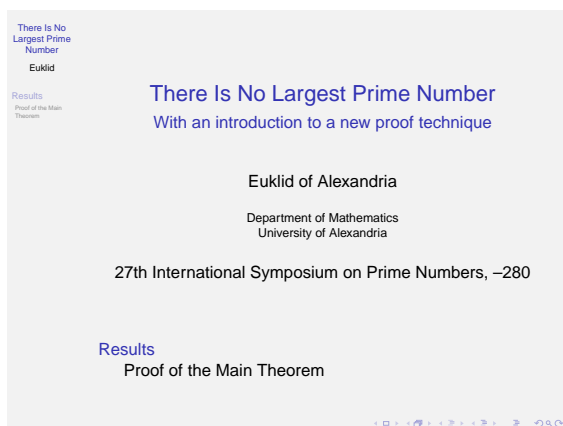 There Is No
Largest Prime
Number
Euklid
Results
Proof of the Main
Theorem
There Is No Largest Prime Number
With an introduction to a new proof technique
Euklid of Alexandria
Department of Mathematics
University of Alexandria
27th International Symposium on Prime Numbers, –280
Results
Proof of the Main Theorem